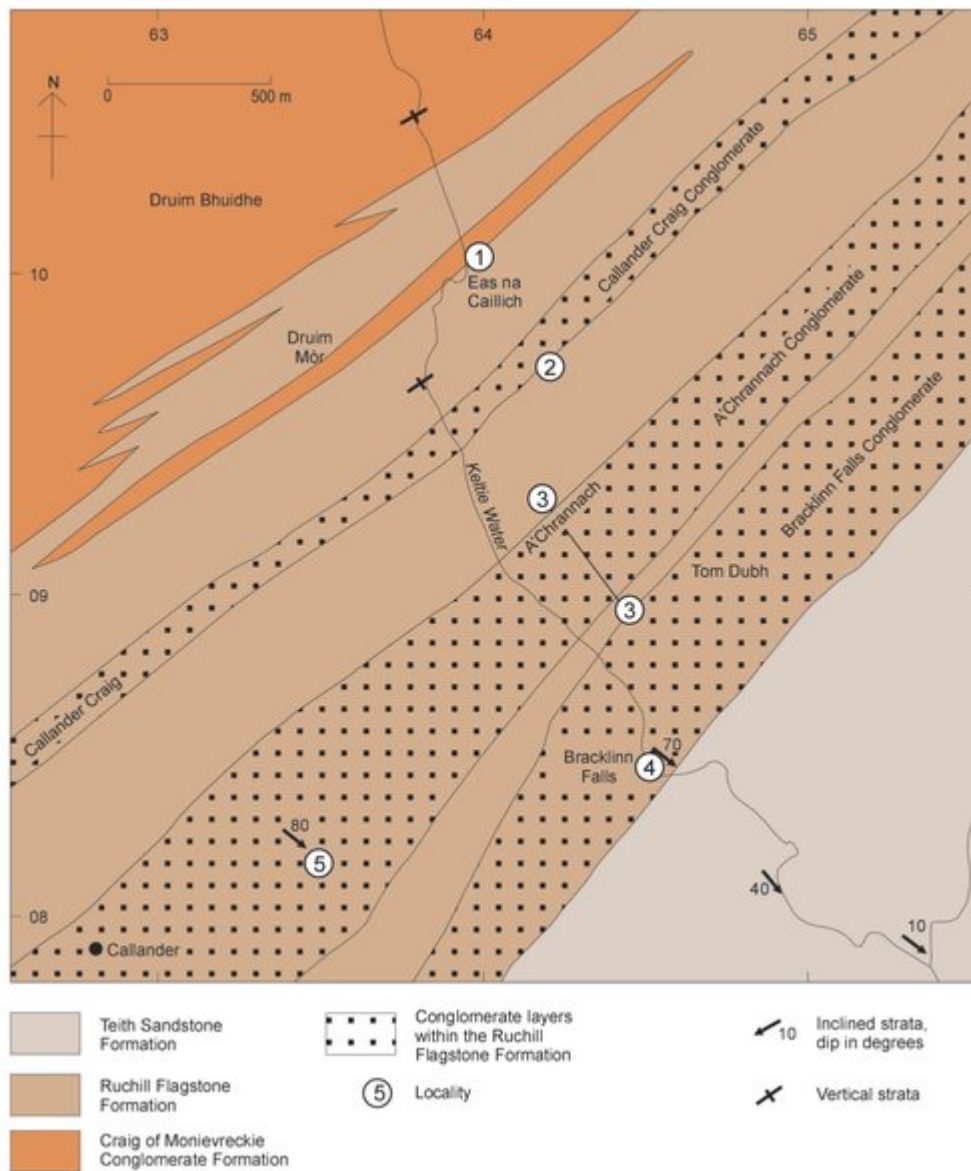 63
64
65
N
0
500 m
Druim Bhuidhe
Callander Craig Conglomerate
10
1
Eas na
Caillich
A'Chrannach Conglomerate
Druim
Mòr
2
Bracklinn Falls Conglomerate
Keltie Water
3
A'Chrannach
Tom Dubh
09
3
Callander Craig
70
Bracklinn
Falls
4
80
5
40
08
10
Callander
Teith Sandstone
Formation
Ruchill Flagstone
Formation
Craig of Monievreckie
Conglomerate Formation
Conglomerate layers
within the Ruchill
Flagstone Formation
5
Locality
10
Inclined strata,
dip in degrees
Vertical strata